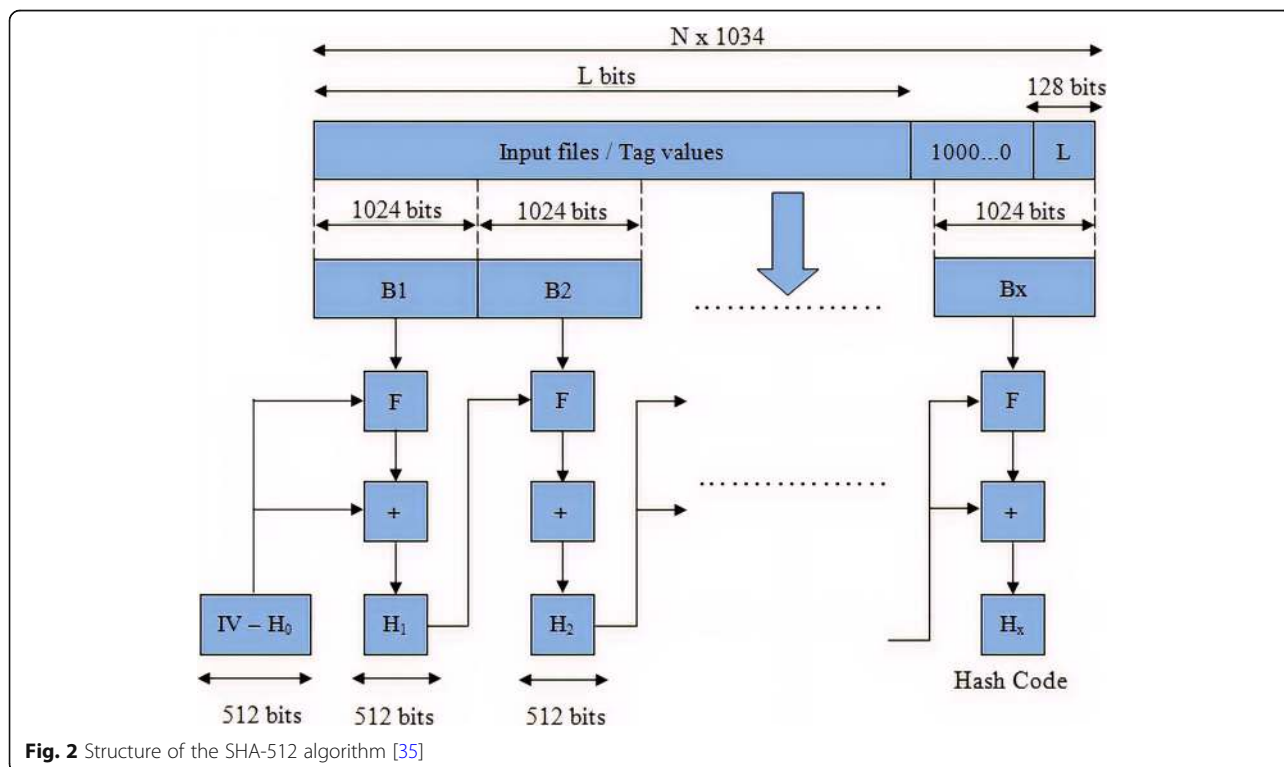 N x 1034
L bits
128 bits
Input files / Tag values 1000...0 L
1024 bits 1024 bits 1024 bits
B1 B2 Bx
....................
F F F
....................
+ + +
IV – H₀ H₁ H₂ Hₓ
Hash Code
512 bits 512 bits 512 bits
Fig. 2 Structure of the SHA-512 algorithm [35]